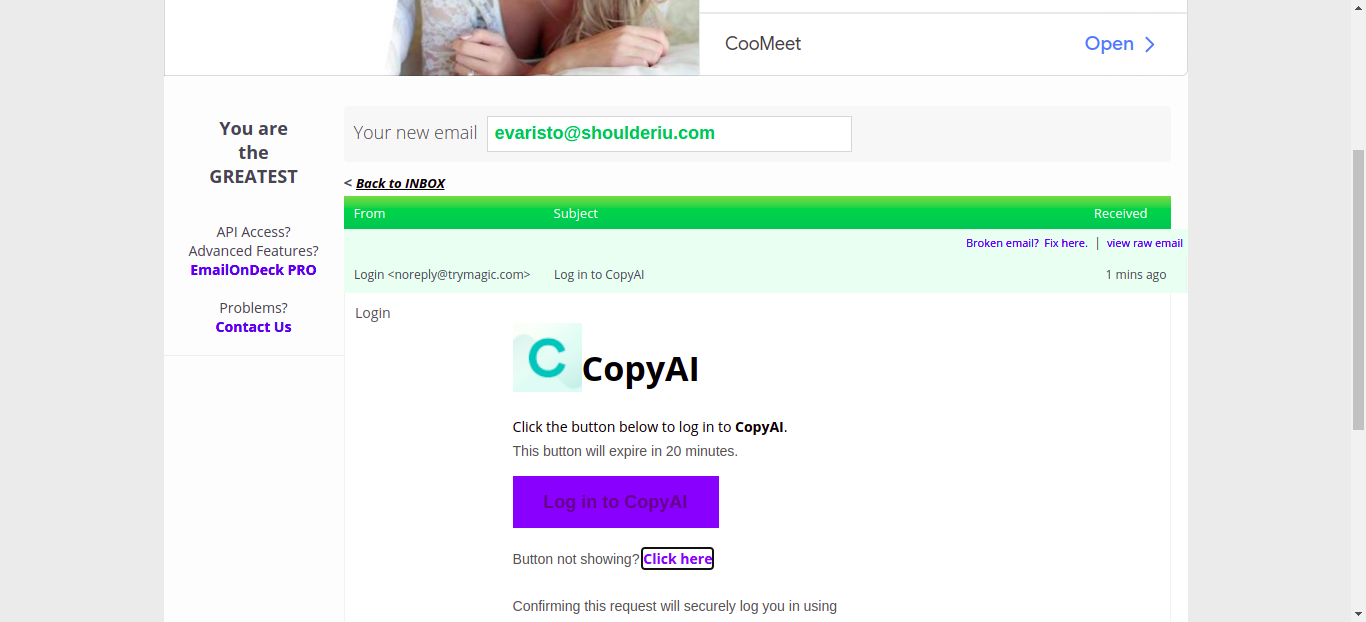 CooMeet
Open
You are
the
GREATEST
API Access?
Advanced Features?
EmailOnDeck PRO
Problems?
Contact Us
Your new email evaristo@shoulderiu.com
< Back to INBOX
From Subject Received
Broken email? Fix here. | view raw email
Login <noreply@trymagic.com> Log in to CopyAI 1 mins ago
Login
C CopyAI
Click the button below to log in to CopyAI.
This button will expire in 20 minutes.
Log in to CopyAI
Button not showing? Click here
Confirming this request will securely log you in using